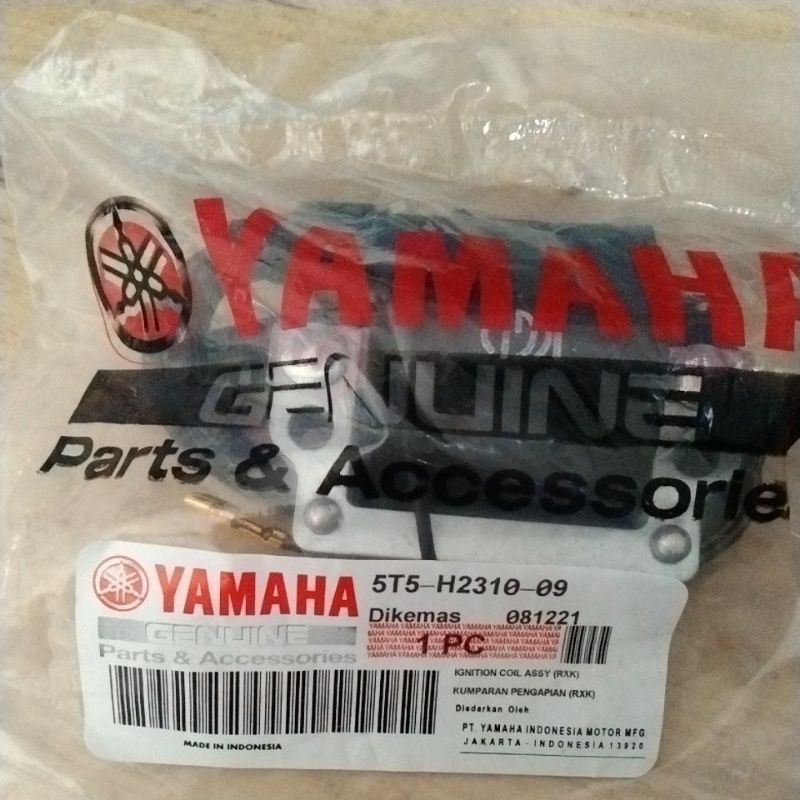 YAMAHA
GENUINE
Parts & Accessories
YAMAHA
GENUINE
Parts & Accessories
5T5-H2310-09
Dikemas 081221
1 PC
IGNITION COIL ASSY (RXK)
KUMPARAN PENGAPIAN (RXK)
Diedarkan Oleh
PT. YAMAHA INDONESIA MOTOR MFG
JAKARTA - INDONESIA 13920
MADE IN INDONESIA